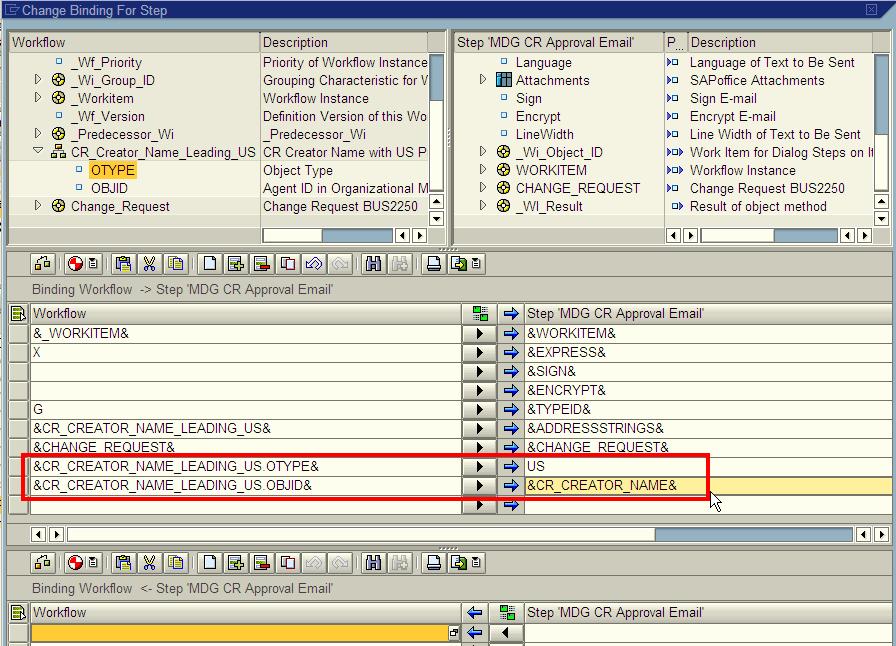 Change Binding For Step
Workflow Description
_Wf_Priority Priority of Workflow Instance
_Wi_Group_ID Grouping Characteristic for W
_Workitem Workflow Instance
_Wf_Version Definition Version of this Wo
_Predecessor_Wi _Predecessor_Wi
CR_Creator_Name_Leading_US CR Creator Name with US P
OTYPE Object Type
OBJID Agent ID in Organizational M
Change_Request Change Request BUS2250
Step 'MDG CR Approval Email' P... Description
Language Language of Text to Be Sent
Attachments SAPoffice Attachments
Sign Sign E-mail
Encrypt Encrypt E-mail
LineWidth Line Width of Text to Be Sent
_Wi_Object_ID Work Item for Dialog Steps on It
WORKITEM Workflow Instance
CHANGE_REQUEST Change Request BUS2250
_WI_Result Result of object method
Binding Workflow -> Step 'MDG CR Approval Email'
Workflow Step 'MDG CR Approval Email'
&_WORKITEM& &WORKITEM&
X &EXPRESS&
&SIGN&
&ENCRYPT&
G &TYPEID&
&CR_CREATOR_NAME_LEADING_US& &ADDRESSSTRINGS&
&CHANGE_REQUEST& &CHANGE_REQUEST&
&CR_CREATOR_NAME_LEADING_US.OTYPE& US
&CR_CREATOR_NAME_LEADING_US.OBJID& &CR_CREATOR_NAME&
Binding Workflow <- Step 'MDG CR Approval Email'
Workflow Step 'MDG CR Approval Email'